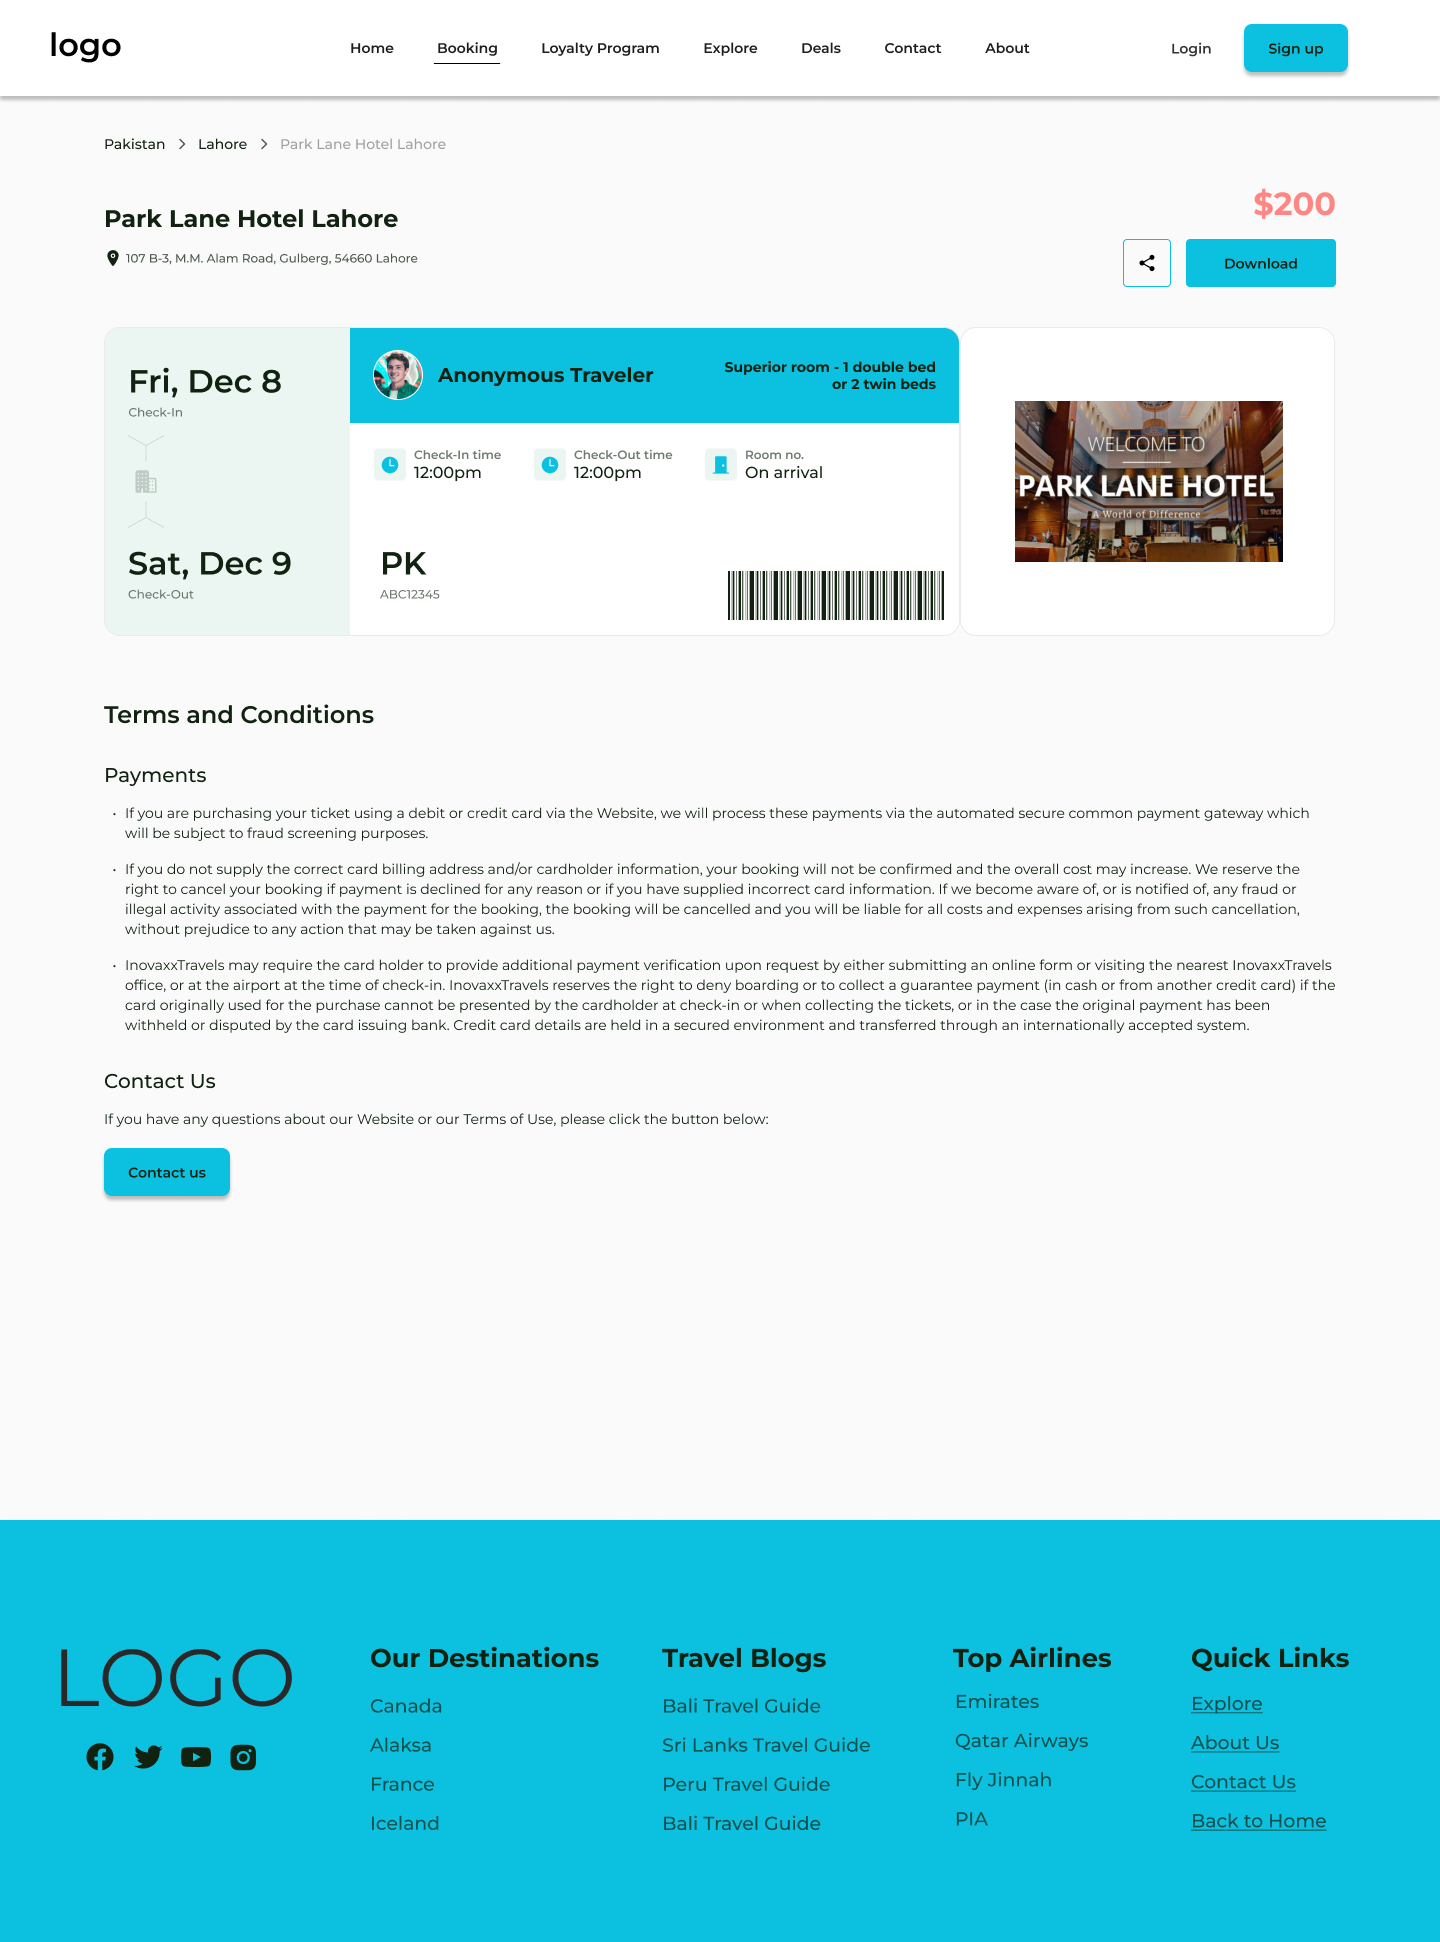 logo
Home
Booking
Loyalty Program
Explore
Deals
Contact
About
Login
Sign up
Pakistan
Lahore
Park Lane Hotel Lahore
$200
Park Lane Hotel Lahore
107 B-3, M.M. Alam Road, Gulberg, 54660 Lahore
Download
Fri, Dec 8
Check-In
Sat, Dec 9
Check-Out
Anonymous Traveler
Superior room - 1 double bed
or 2 twin beds
Check-In time
12:00pm
Check-Out time
12:00pm
Room no.
On arrival
PK
ABC12345
WELCOME TO
PARK LANE HOTEL
A World of Difference
Terms and Conditions
Payments
• If you are purchasing your ticket using a debit or credit card via the Website, we will process these payments via the automated secure common payment gateway which
will be subject to fraud screening purposes.
• If you do not supply the correct card billing address and/or cardholder information, your booking will not be confirmed and the overall cost may increase. We reserve the
right to cancel your booking if payment is declined for any reason or if you have supplied incorrect card information. If we become aware of, or is notified of, any fraud or
illegal activity associated with the payment for the booking, the booking will be cancelled and you will be liable for all costs and expenses arising from such cancellation,
without prejudice to any action that may be taken against us.
• InovaxxTravels may require the card holder to provide additional payment verification upon request by either submitting an online form or visiting the nearest InovaxxTravels
office, or at the airport at the time of check-in. InovaxxTravels reserves the right to deny boarding or to collect a guarantee payment (in cash or from another credit card) if the
card originally used for the purchase cannot be presented by the cardholder at check-in or when collecting the tickets, or in the case the original payment has been
withheld or disputed by the card issuing bank. Credit card details are held in a secured environment and transferred through an internationally accepted system.
Contact Us
If you have any questions about our Website or our Terms of Use, please click the button below:
Contact us
LOGO
Our Destinations
Canada
Alaksa
France
Iceland
Travel Blogs
Bali Travel Guide
Sri Lanks Travel Guide
Peru Travel Guide
Bali Travel Guide
Top Airlines
Emirates
Qatar Airways
Fly Jinnah
PIA
Quick Links
Explore
About Us
Contact Us
Back to Home